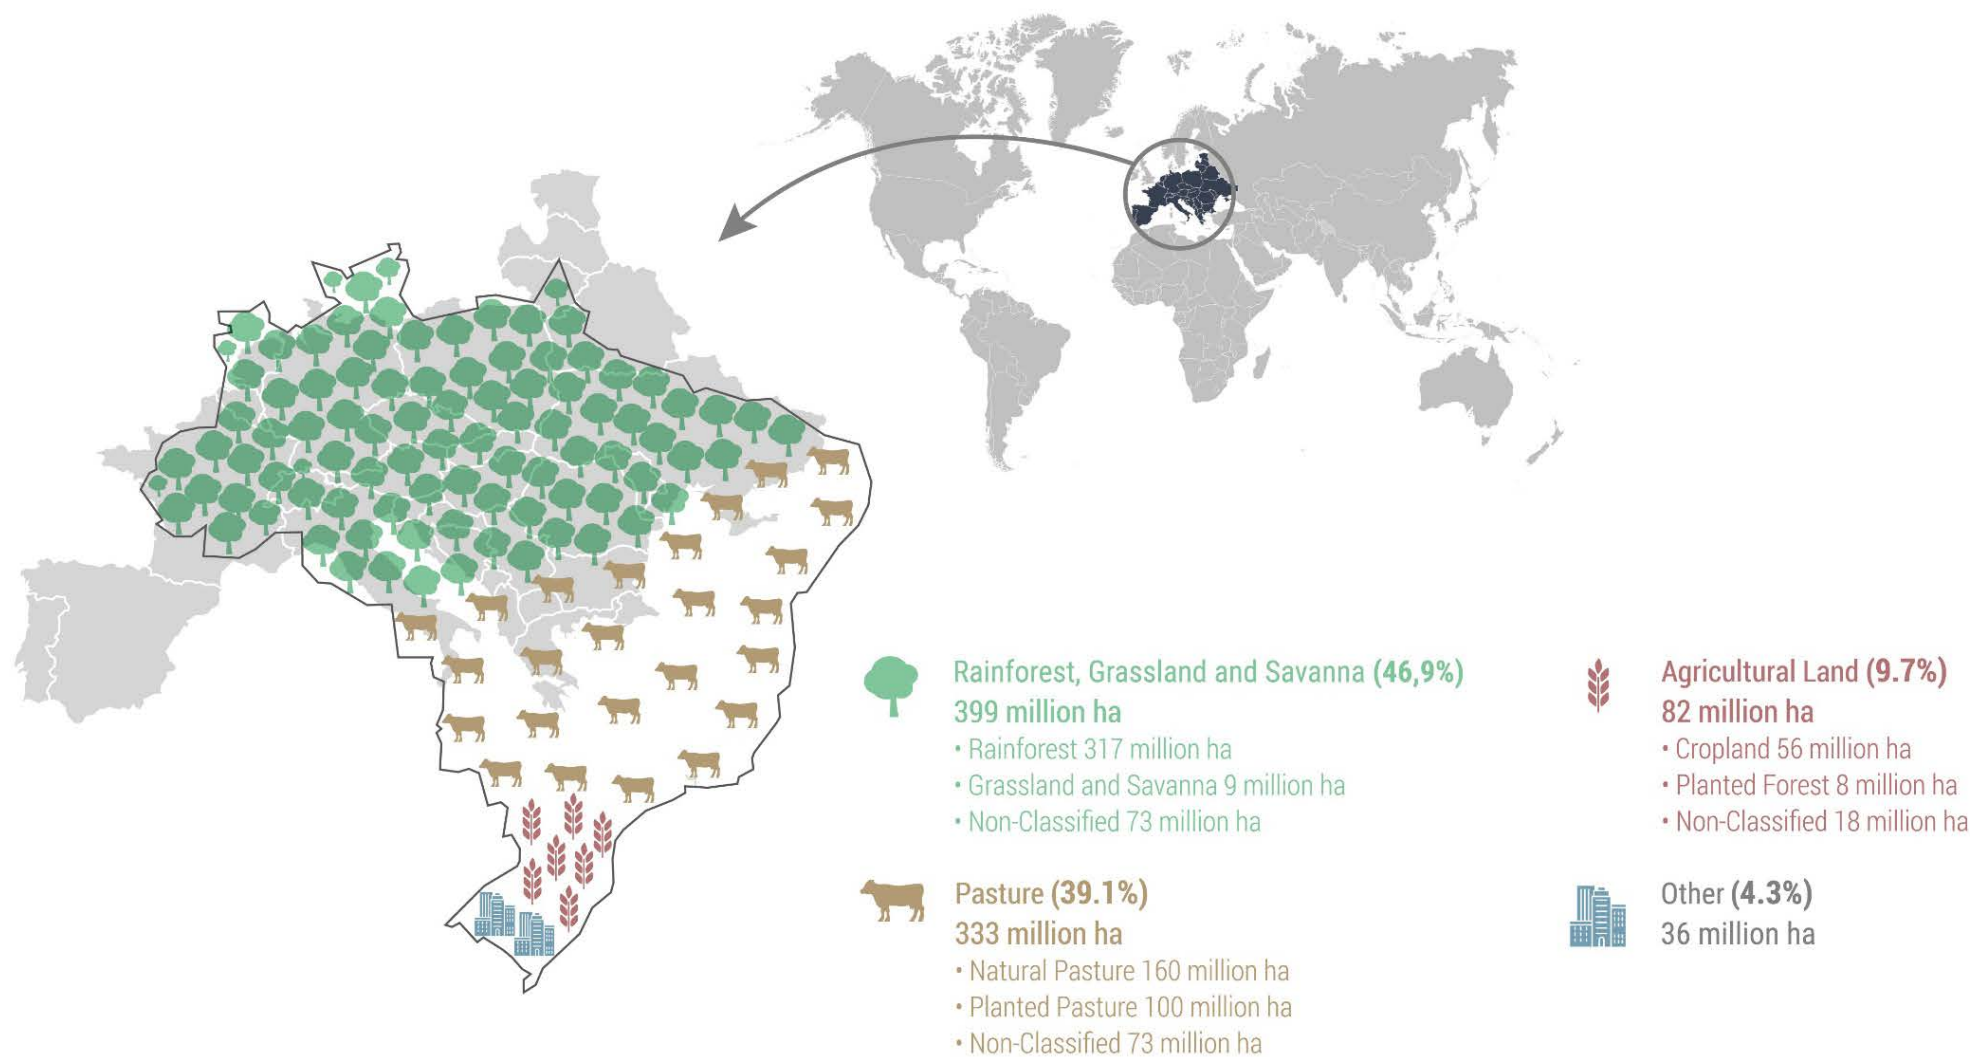 Rainforest, Grassland and Savanna (46,9%)
399 million ha
• Rainforest 317 million ha
• Grassland and Savanna 9 million ha
• Non-Classified 73 million ha
Pasture (39.1%)
333 million ha
• Natural Pasture 160 million ha
• Planted Pasture 100 million ha
• Non-Classified 73 million ha
Agricultural Land (9.7%)
82 million ha
• Cropland 56 million ha
• Planted Forest 8 million ha
• Non-Classified 18 million ha
Other (4.3%)
36 million ha